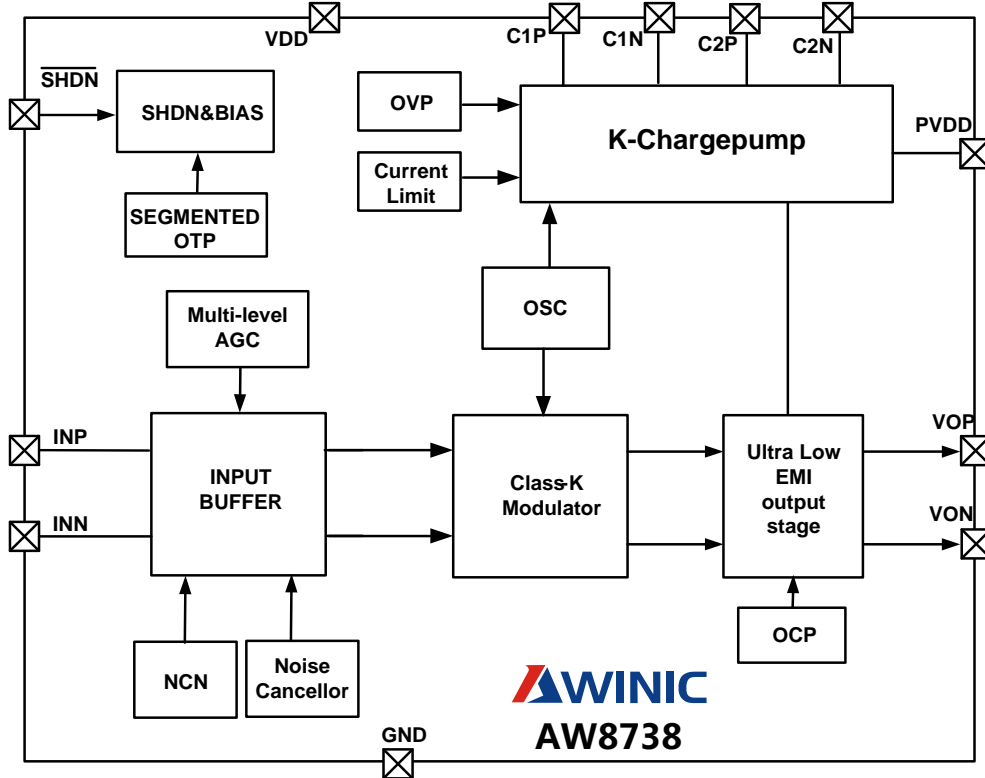 VDD
C1P
C1N
C2P
C2N
SHDN
SHDN&BIAS
OVP
K-Chargepump
PVDD
Current
Limit
SEGMENTED
OTP
Multi-level
AGC
OSC
INP
INPUT
BUFFER
INN
Class-K
Modulator
Ultra Low
EMI
output
stage
VOP
VON
NCN
Noise
Cancellor
OCP
AWINIC
AW8738
GND